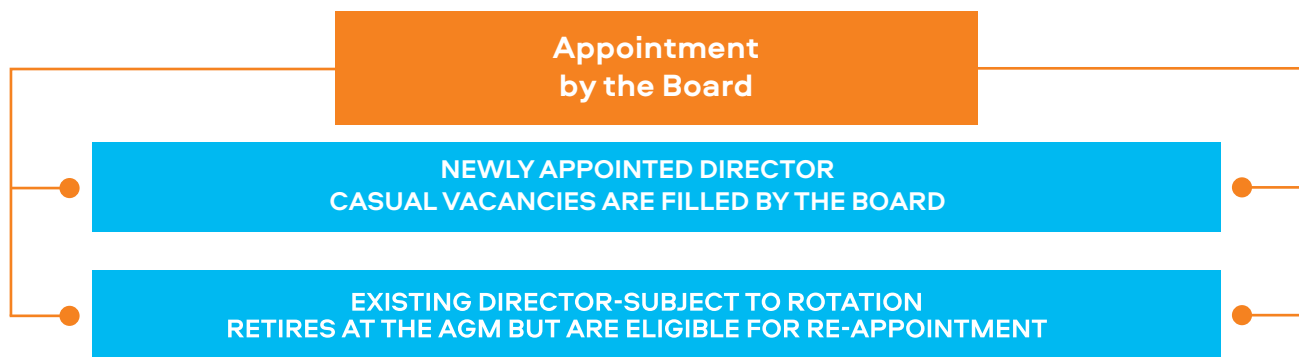 Appointment
by the Board
NEWLY APPOINTED DIRECTOR
CASUAL VACANCIES ARE FILLED BY THE BOARD
EXISTING DIRECTOR-SUBJECT TO ROTATION
RETIRES AT THE AGM BUT ARE ELIGIBLE FOR RE-APPOINTMENT